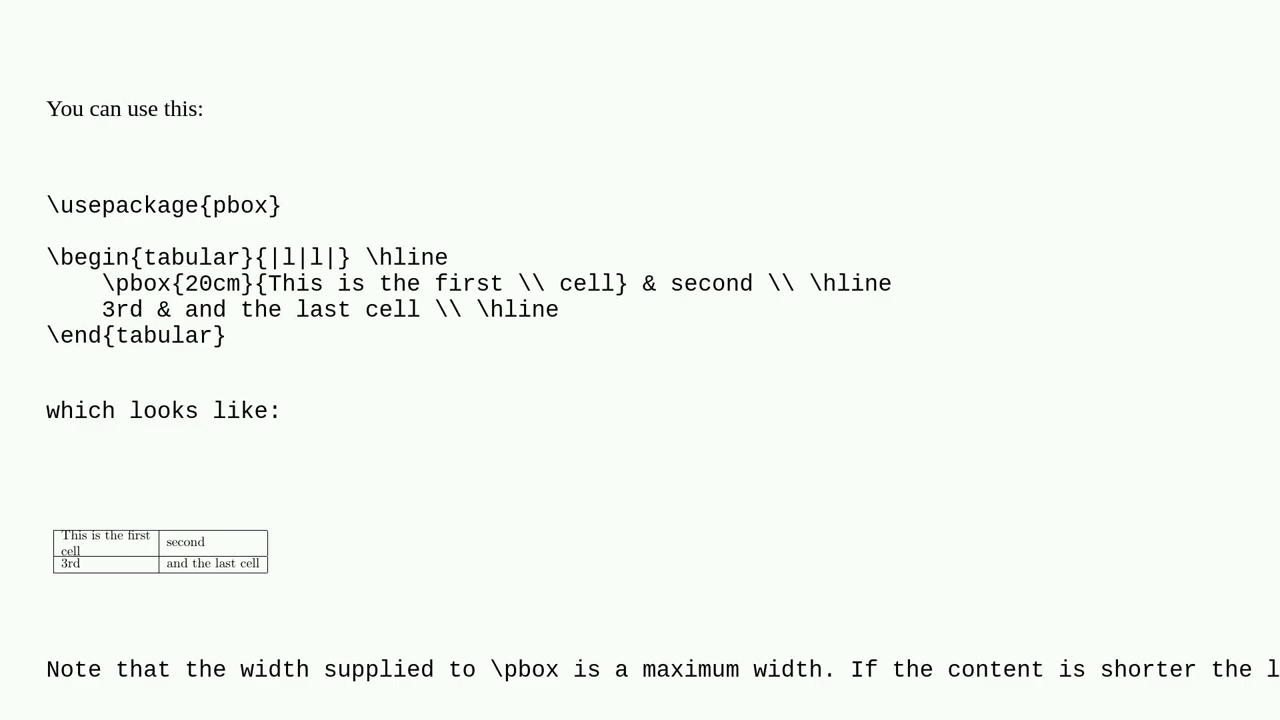 You can use this:
\usepackage{pbox}
\begin{tabular}{|l|l|} \hline
    \pbox{20cm}{This is the first \\ cell} & second \\ \hline
    3rd & and the last cell \\ \hline
\end{tabular}
which looks like:
This is the first
cell
second
3rd
and the last cell
Note that the width supplied to \pbox is a maximum width. If the content is shorter the